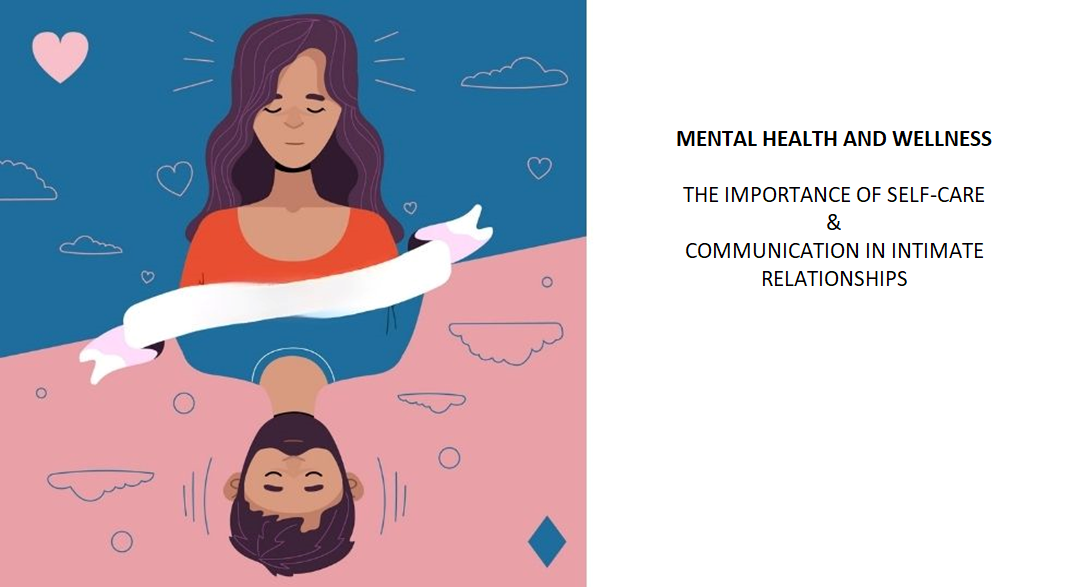 MENTAL HEALTH AND WELLNESS
THE IMPORTANCE OF SELF-CARE
&
COMMUNICATION IN INTIMATE
RELATIONSHIPS